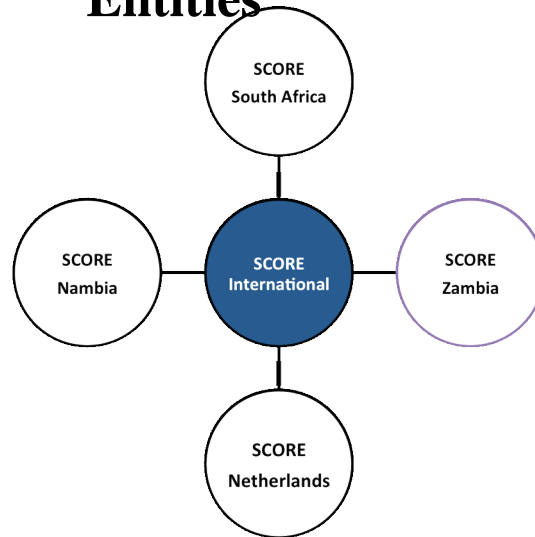 Entities
SCORE
South Africa
SCORE
Nambia
SCORE
International
SCORE
Zambia
SCORE
Netherlands